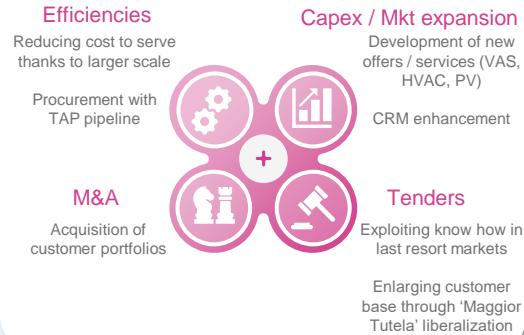 Efficiencies
Reducing cost to serve
thanks to larger scale
Procurement with
TAP pipeline
Capex / Mkt expansion
Development of new
offers / services (VAS,
HVAC, PV)
CRM enhancement
+
M&A
Acquisition of
customer portfolios
Tenders
Exploiting know how in
last resort markets
Enlarging customer
base through ‘Maggior
Tutela’ liberalization